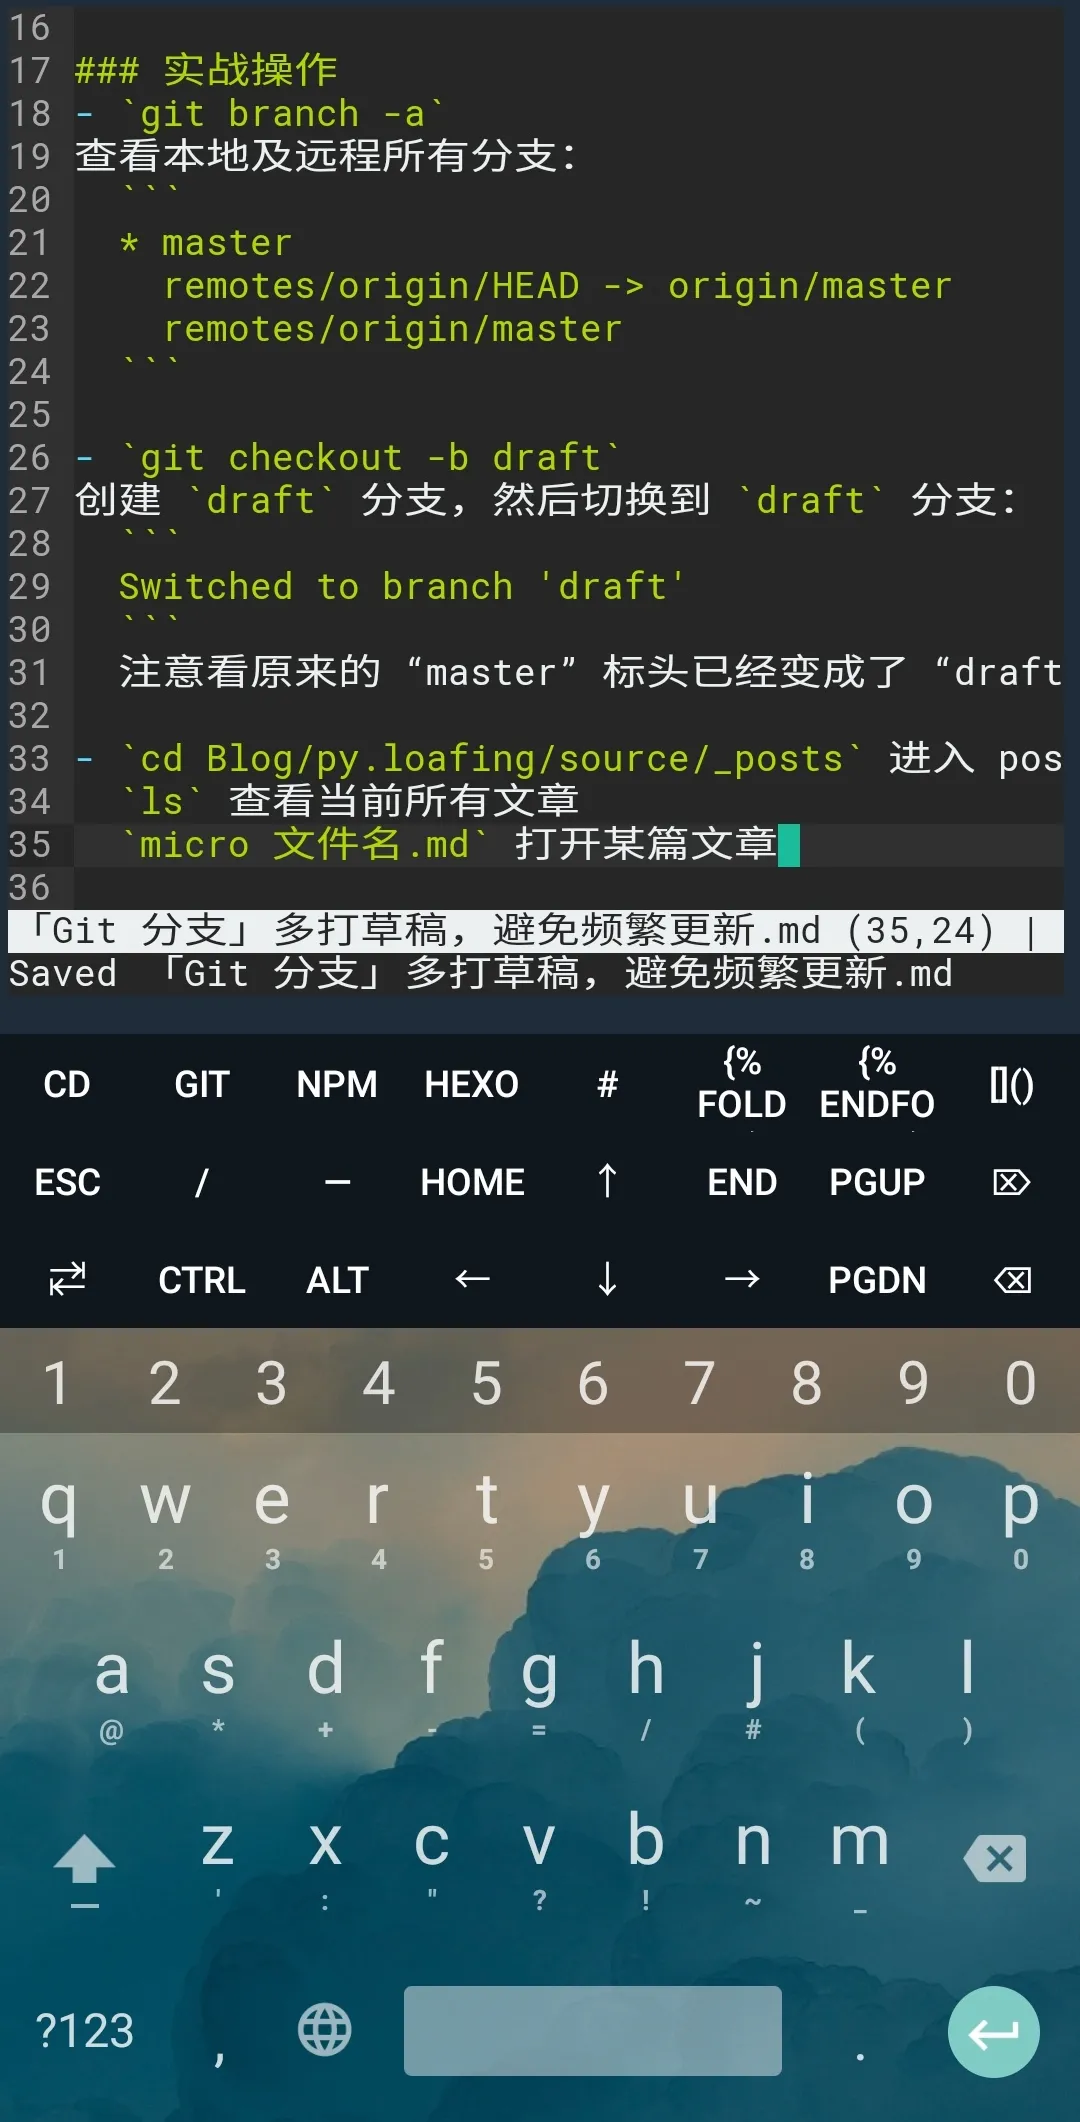 16
17 ### 实战操作
18 - `git branch -a`
19 查看本地及远程所有分支：
20 ```
21 * master
22 remotes/origin/HEAD -> origin/master
23 remotes/origin/master
24 ```
25
26 - `git checkout -b draft`
27 创建 `draft` 分支，然后切换到 `draft` 分支：
28 ```
29 Switched to branch 'draft'
30 ```
31 注意看原来的 “master” 标头已经变成了 “draft
32
33 - `cd Blog/py.loafing/source/_posts` 进入 pos
34 `ls` 查看当前所有文章
35 `micro 文件名.md` 打开某篇文章
36
「Git 分支」多打草稿，避免频繁更新.md (35,24) |
Saved 「Git 分支」多打草稿，避免频繁更新.md
CD GIT NPM HEXO # {% FOLD {% ENDFO []()
ESC / — HOME ↑ END PGUP ⌦
⇄ CTRL ALT ← ↓ → PGDN ⌫
1 2 3 4 5 6 7 8 9 0
q w e r t y u i o p
1 2 3 4 5 6 7 8 9 0
a s d f g h j k l
@ * + - = / # ( )
z x c v b n m
' : " ? ! ~ _
?123 , .